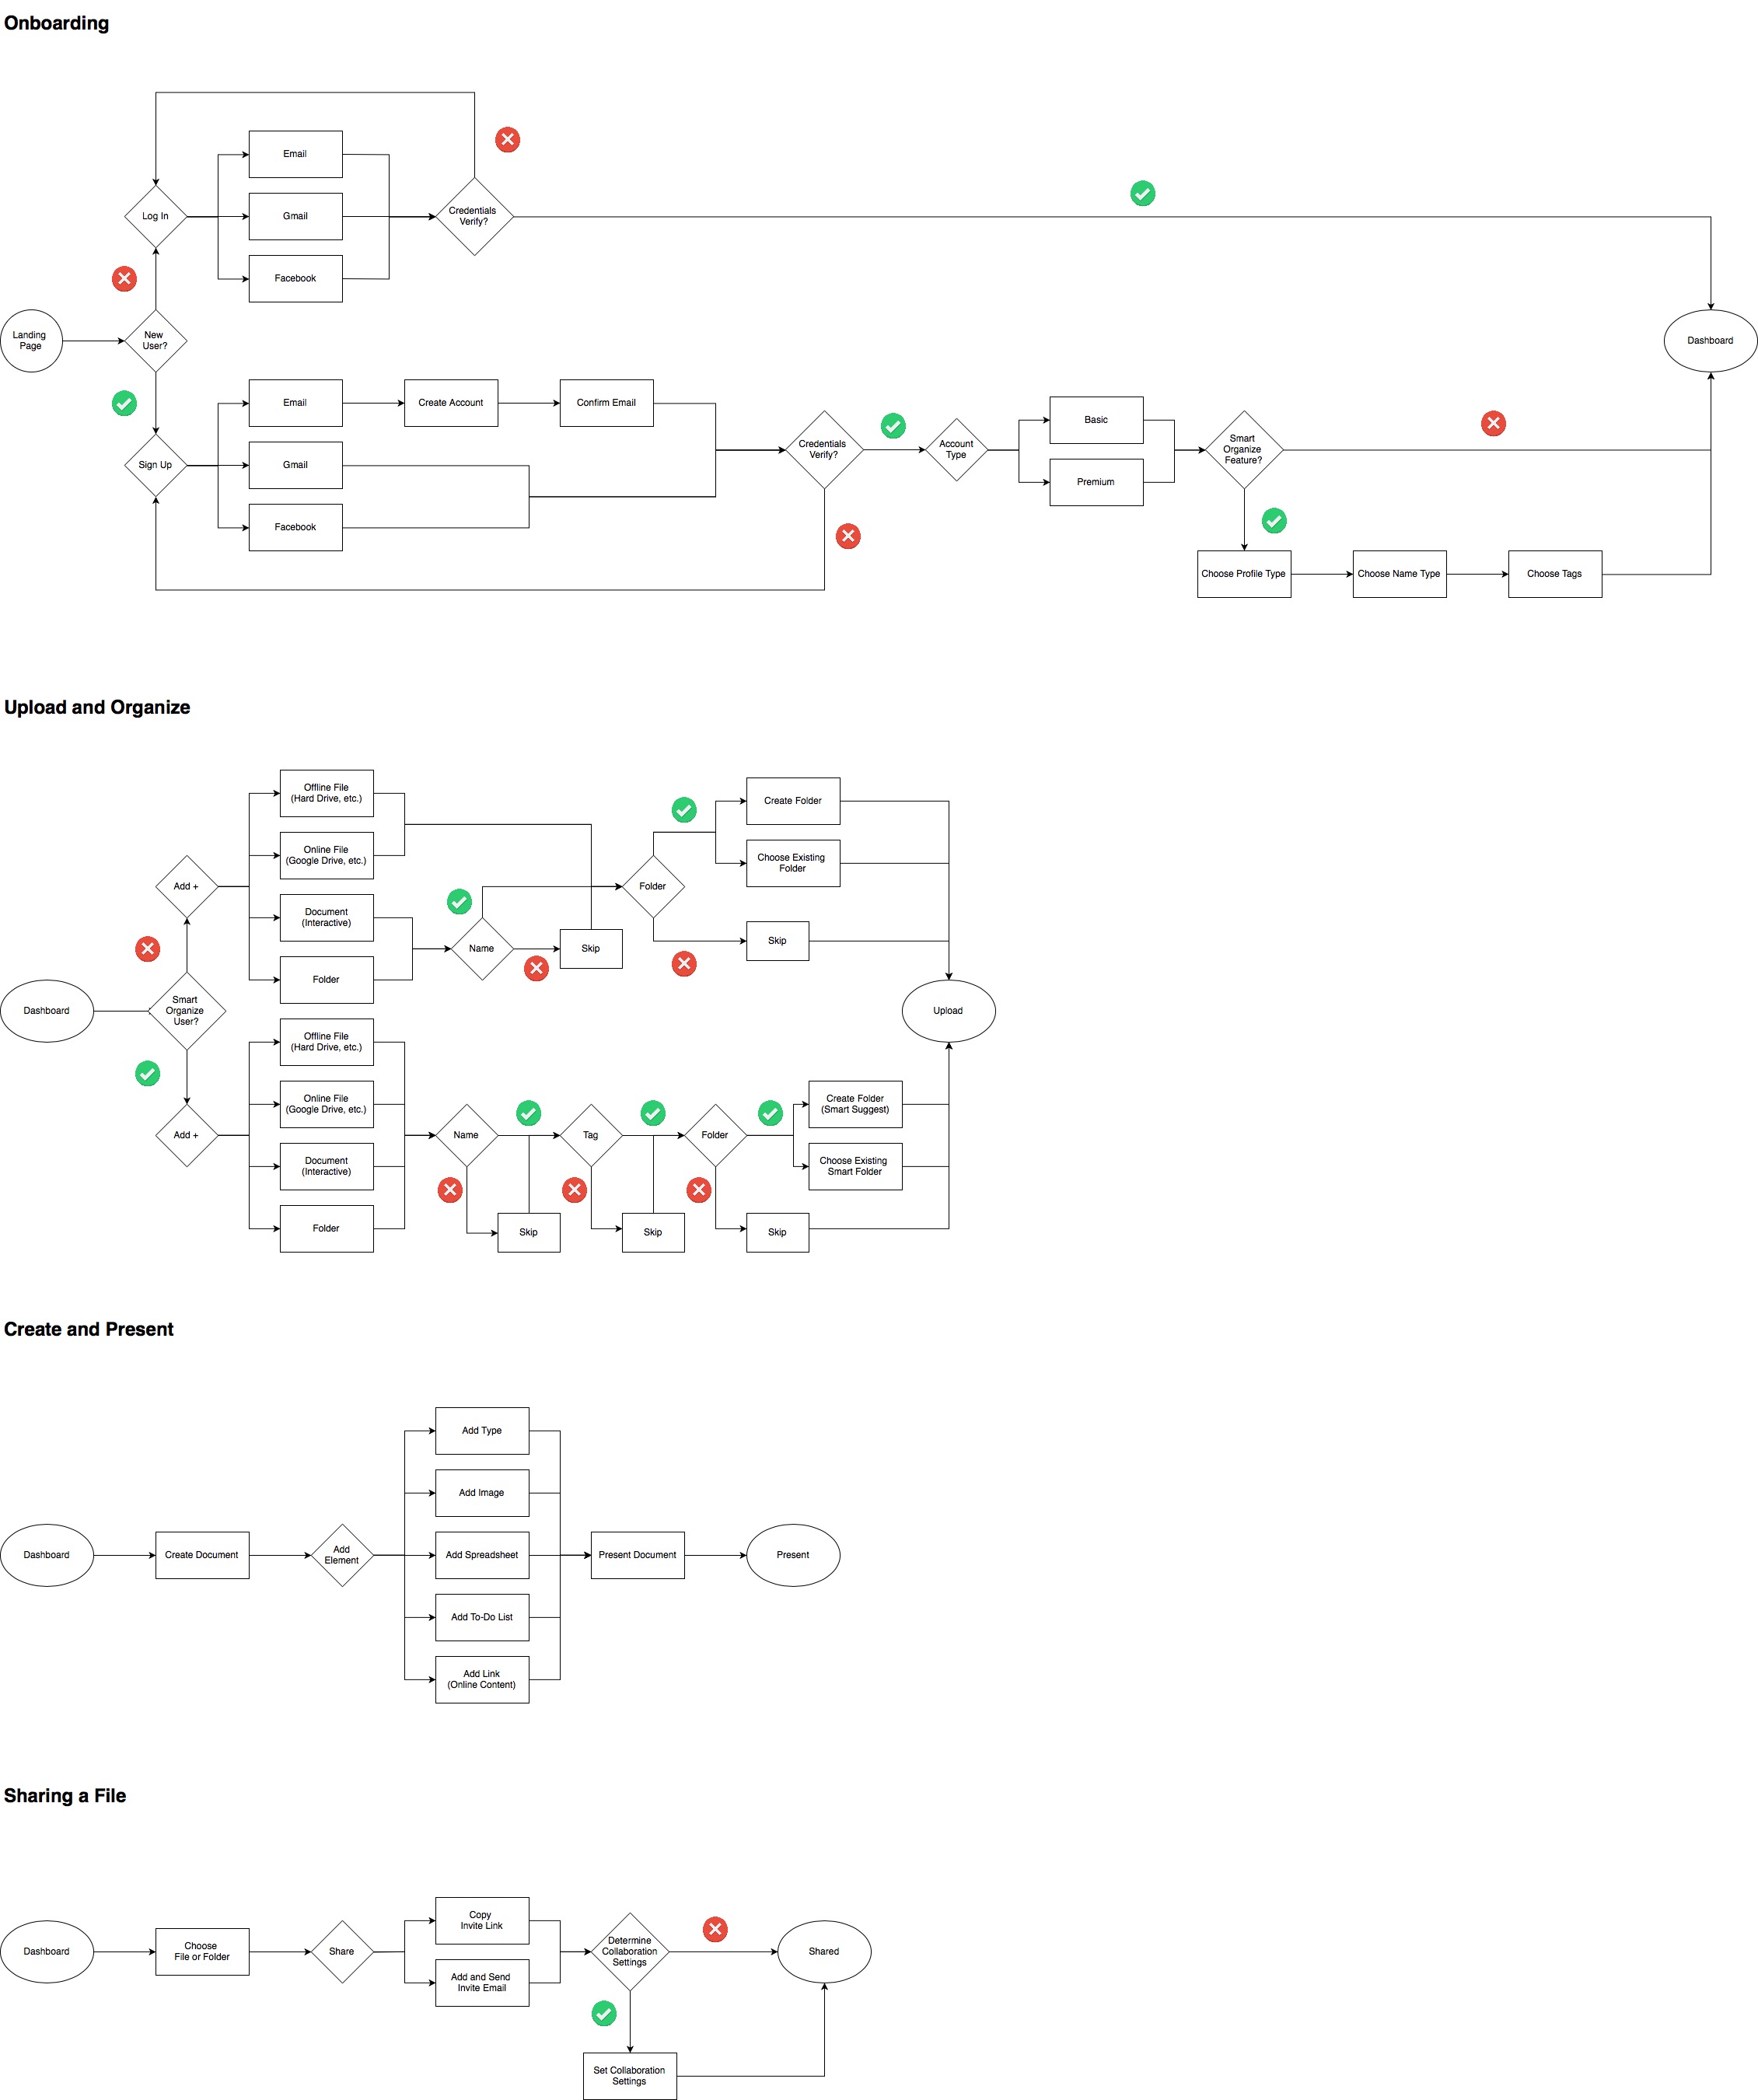 Onboarding
Email
Log In
Gmail
Credentials
Verify?
Facebook
Landing
Page
New
User?
Dashboard
Email
Create Account
Confirm Email
Sign Up
Gmail
Facebook
Credentials
Verify?
Account
Type
Basic
Premium
Smart
Organize
Feature?
Choose Profile Type
Choose Name Type
Choose Tags
Upload and Organize
Offline File
(Hard Drive, etc.)
Online File
(Google Drive, etc.)
Add +
Document
(Interactive)
Folder
Name
Skip
Folder
Create Folder
Choose Existing
Folder
Skip
Dashboard
Smart
Organize
User?
Upload
Offline File
(Hard Drive, etc.)
Online File
(Google Drive, etc.)
Add +
Document
(Interactive)
Folder
Name
Skip
Tag
Skip
Folder
Create Folder
(Smart Suggest)
Choose Existing
Smart Folder
Skip
Create and Present
Dashboard
Create Document
Add
Element
Add Type
Add Image
Add Spreadsheet
Add To-Do List
Add Link
(Online Content)
Present Document
Present
Sharing a File
Dashboard
Choose
File or Folder
Share
Copy
Invite Link
Add and Send
Invite Email
Determine
Collaboration
Settings
Shared
Set Collaboration
Settings